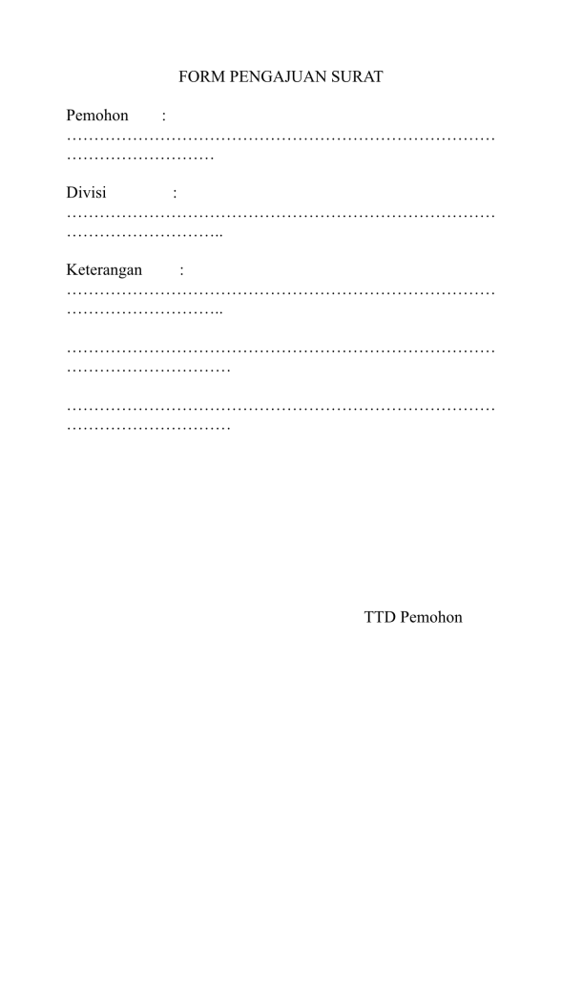 FORM PENGAJUAN SURAT
Pemohon :
……………………………………………………………………
………………………
Divisi :
……………………………………………………………………
………………………..
Keterangan :
……………………………………………………………………
………………………..
……………………………………………………………………
…………………………
……………………………………………………………………
…………………………
TTD Pemohon